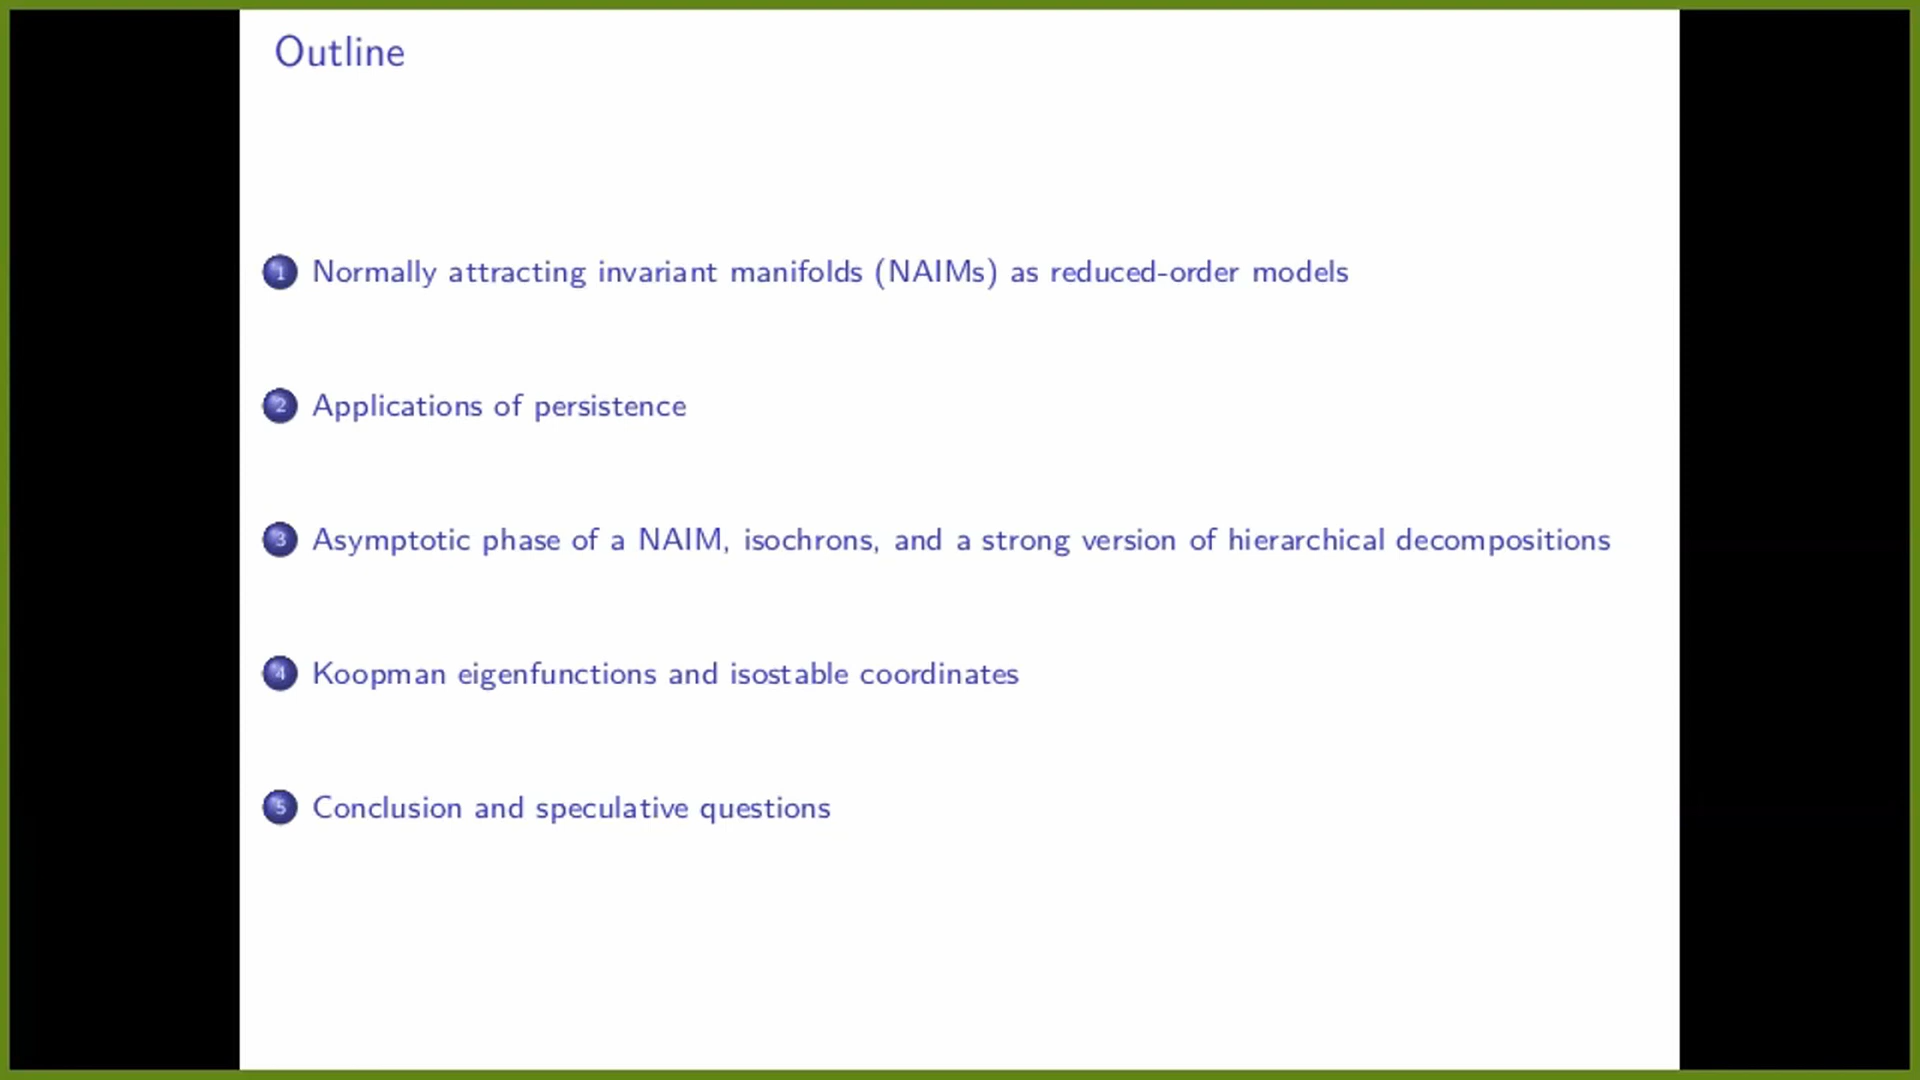 Outline
1 Normally attracting invariant manifolds (NAIMs) as reduced-order models
2 Applications of persistence
3 Asymptotic phase of a NAIM, isochrons, and a strong version of hierarchical decompositions
4 Koopman eigenfunctions and isostable coordinates
5 Conclusion and speculative questions